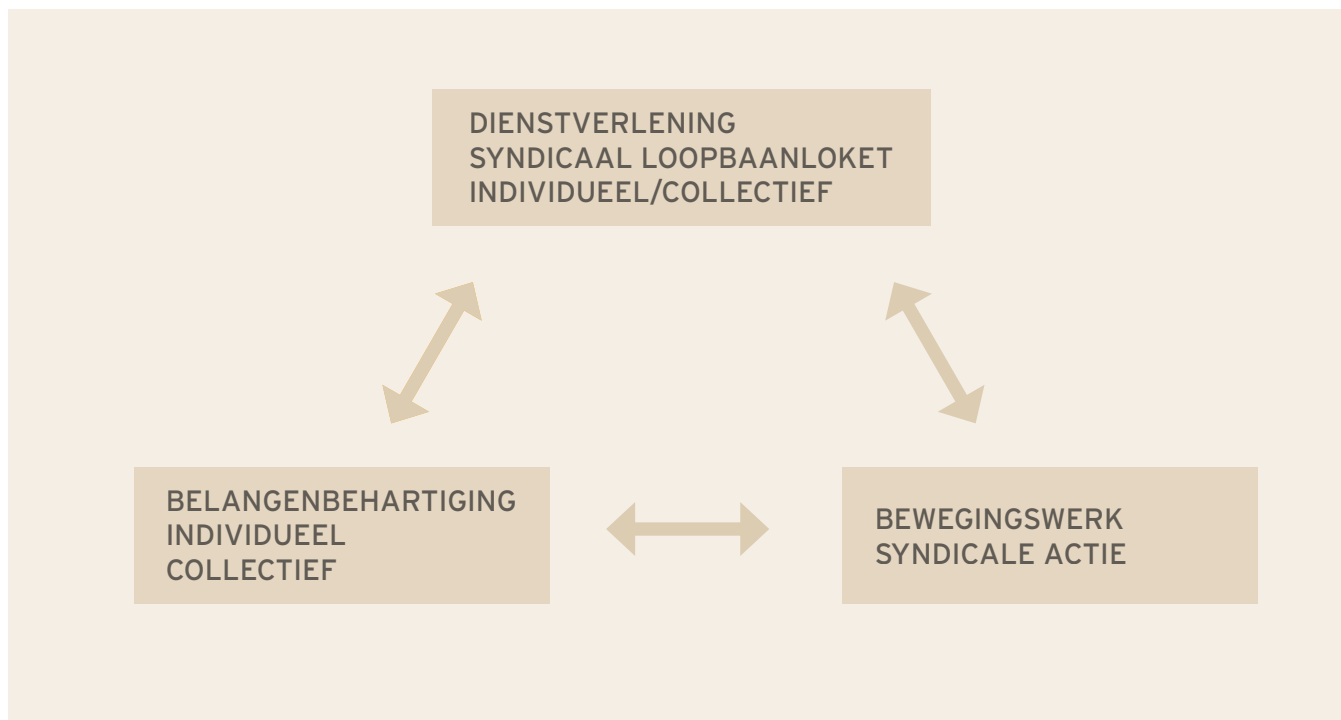 DIENSTVERLENING
SYNDICAAL LOOPBAANLOKET
INDIVIDUEEL/COLLECTIEF
BELANGENBEHARTIGING
INDIVIDUEEL
COLLECTIEF
BEWEGINGSWERK
SYNDICALE ACTIE